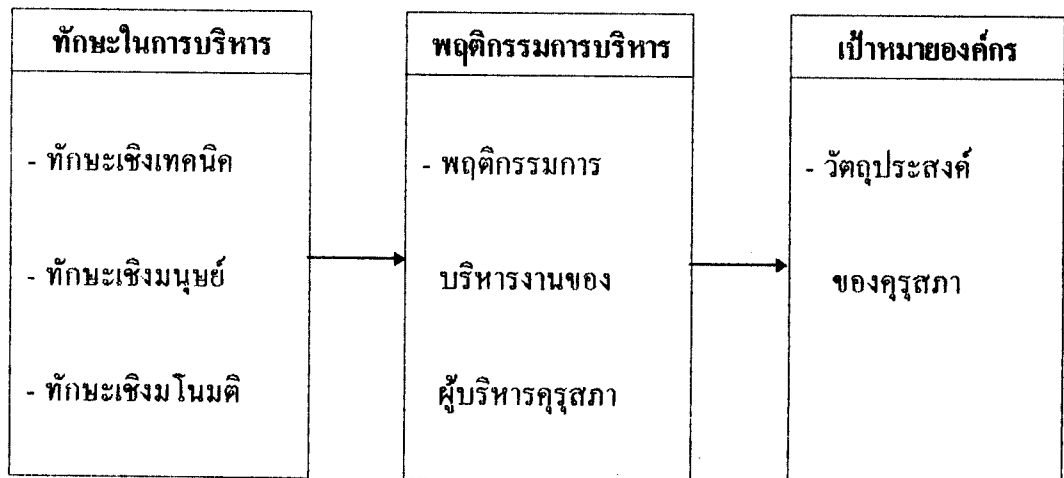 ทักษะในการบริหาร
- ทักษะเชิงเทคนิค
- ทักษะเชิงมนุษย์
- ทักษะเชิงมโนมติ
พฤติกรรมการบริหาร
- พฤติกรรมการ
บริหารงานของ
ผู้บริหารคุรุสภา
เป้าหมายองค์กร
- วัตถุประสงค์
ของคุรุสภา